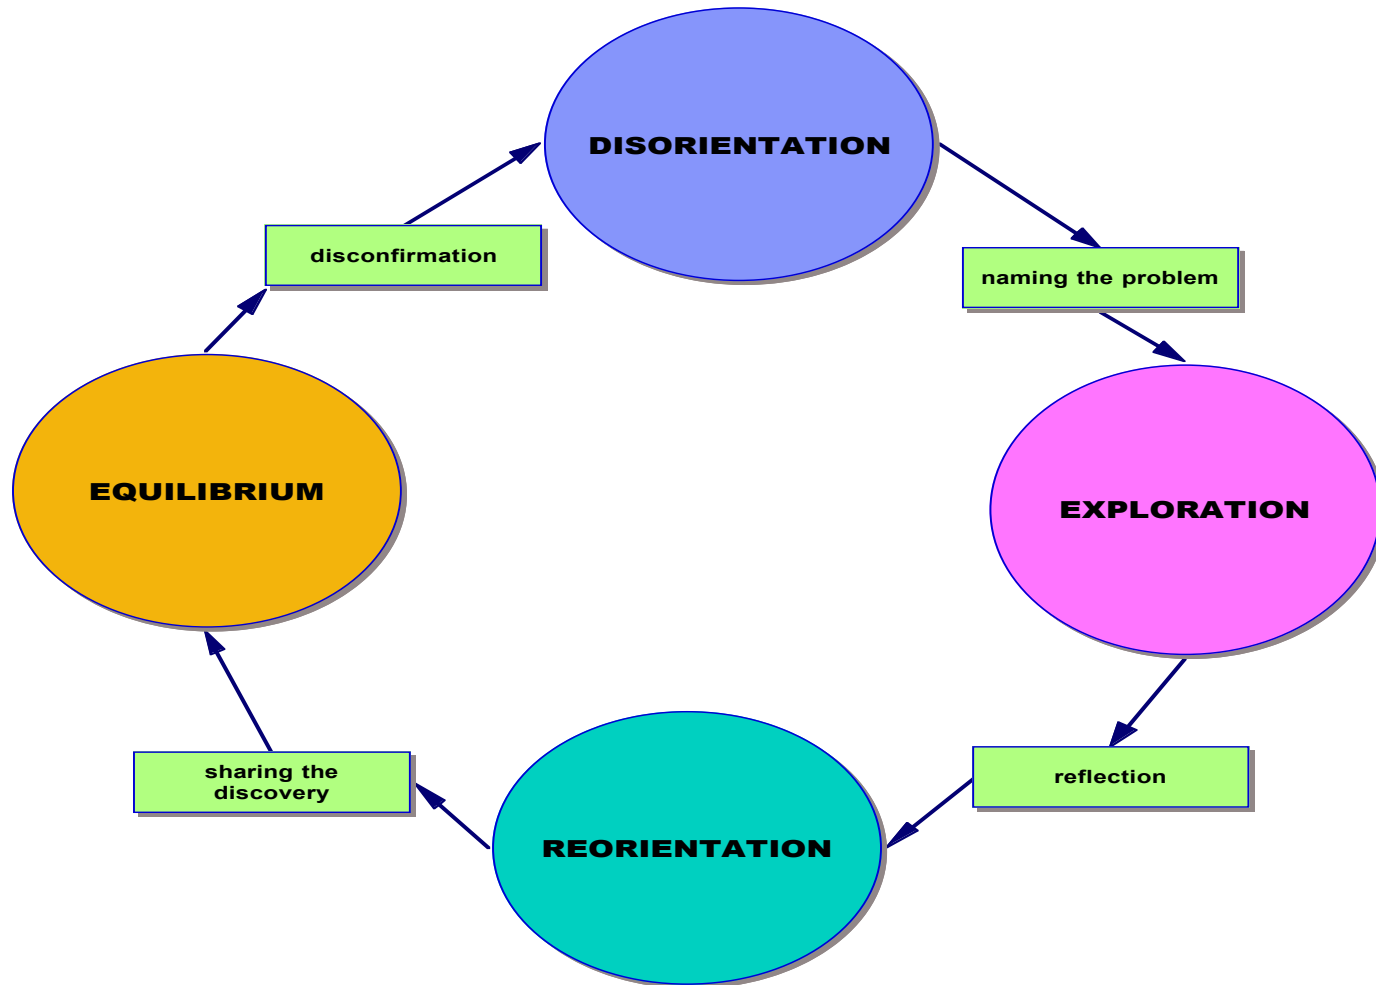 DISORIENTATION
disconfirmation
naming the problem
EQUILIBRIUM
EXPLORATION
sharing the
discovery
reflection
REORIENTATION